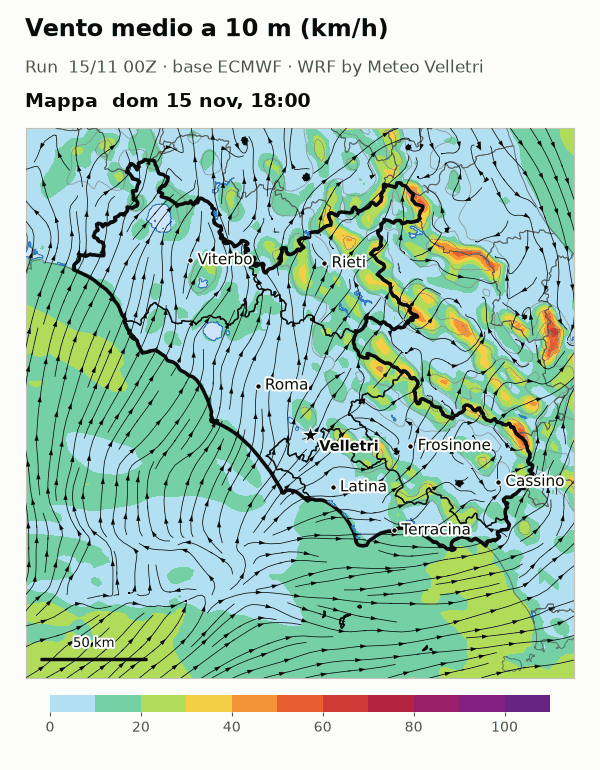 Vento medio a 10 m (km/h)
Run  15/11 00Z · base ECMWF · WRF by Meteo Velletri
Mappa  dom 15 nov, 18:00
Viterbo
Rieti
Roma
Velletri
Frosinone
Latina
Cassino
Terracina
50 km
0 20 40 60 80 100